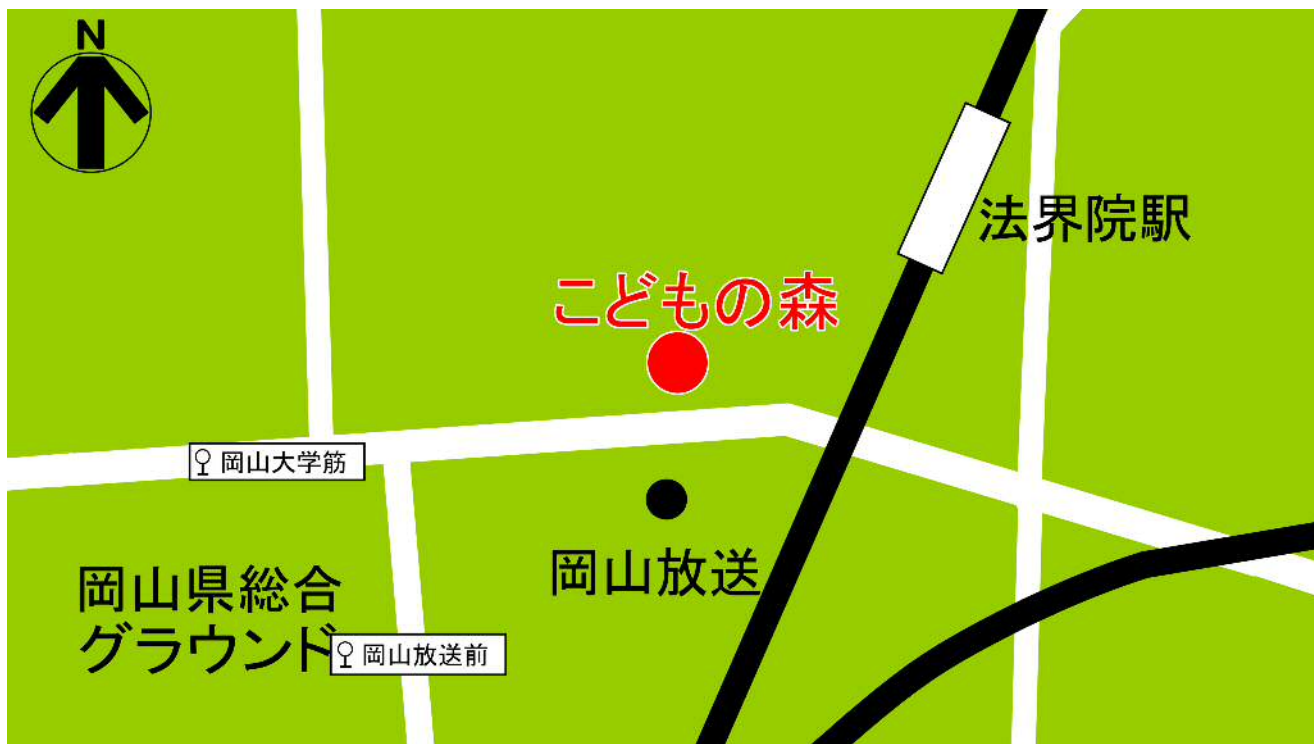 N
法界院駅
こどもの森
岡山大学筋
岡山放送
岡山県総合
グラウンド
岡山放送前